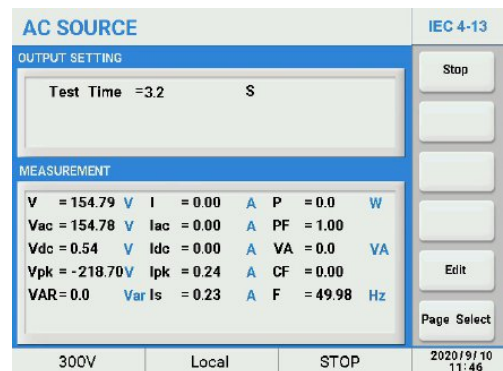 AC SOURCE
IEC 4-13
OUTPUT SETTING
Test Time =3.2 S
Stop
MEASUREMENT
V = 154.79 V I = 0.00 A P = 0.0 W
Vac = 154.78 V Iac = 0.00 A PF = 1.00
Vdc = 0.54 V Idc = 0.00 A VA = 0.0 VA
Vpk = -218.70V Ipk = 0.24 A CF = 0.00
VAR= 0.0 Var Is = 0.23 A F = 49.98 Hz
Edit
Page Select
300V Local STOP
2020/9/10
11:46